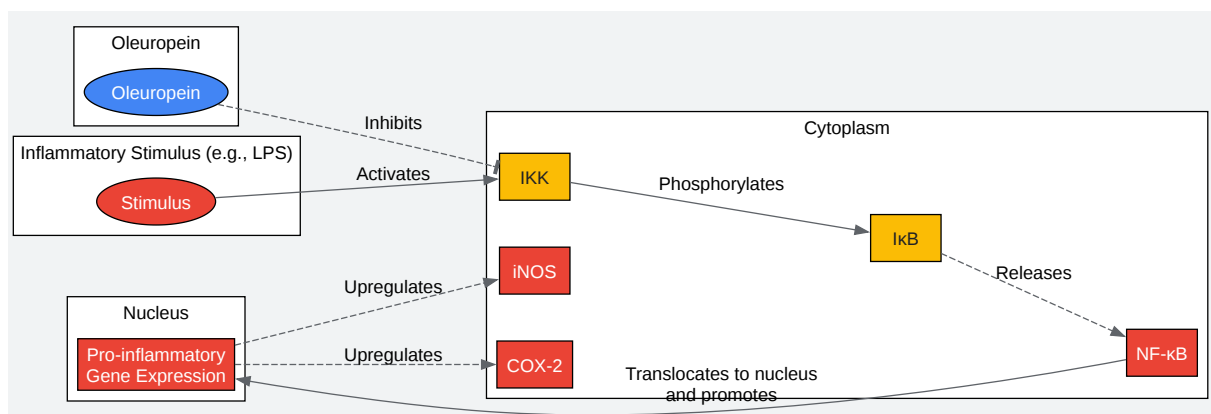 Oleuropein
Oleuropein
Inhibits
Inflammatory Stimulus (e.g., LPS)
Stimulus
Activates
Cytoplasm
IKK
Phosphorylates
IκB
Releases
NF-κB
iNOS
Upregulates
COX-2
Upregulates
Nucleus
Pro-inflammatory
Gene Expression
Translocates to nucleus
and promotes